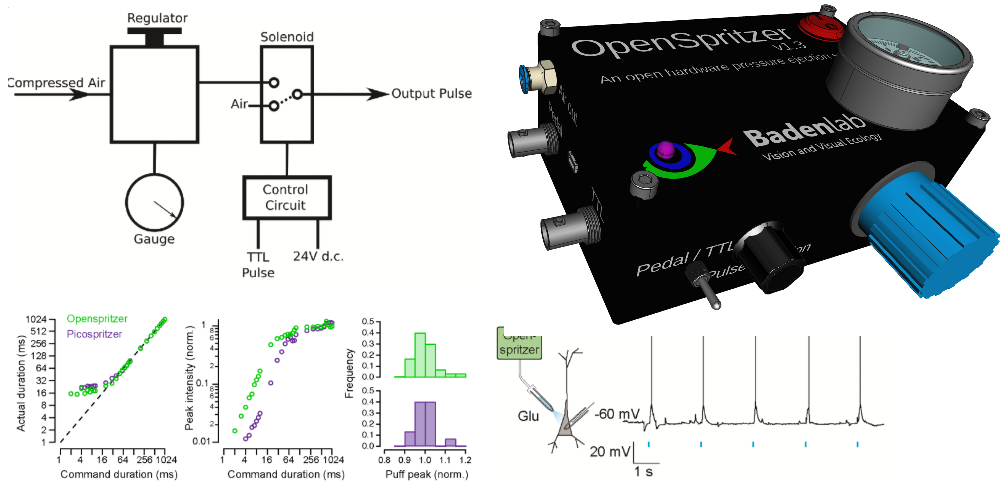 Regulator
Solenoid
Compressed Air
Air
Output Pulse
Control
Circuit
Gauge
TTL
Pulse
24V d.c.
OpenSpritzer
v1.3
An open hardware pressure ejection
Badenlab
Vision and Visual Ecology
Pedal / TTL
Pulse
Openspritzer
Picospritzer
Actual duration (ms)
1024
512
256
128
64
32
16
8
4
2
1
1 4 16 64 256 1024
Command duration (ms)
Peak intensity (norm.)
1
0.1
0.01
1 4 16 64 256 1024
Command duration (ms)
Frequency
0.5
0.4
0.3
0.2
0.1
0.0
0.5
0.4
0.3
0.2
0.1
0.0
0.8 0.9 1.0 1.1 1.2
Puff peak (norm.)
Open-
spritzer
Glu
-60 mV
20 mV
1 s